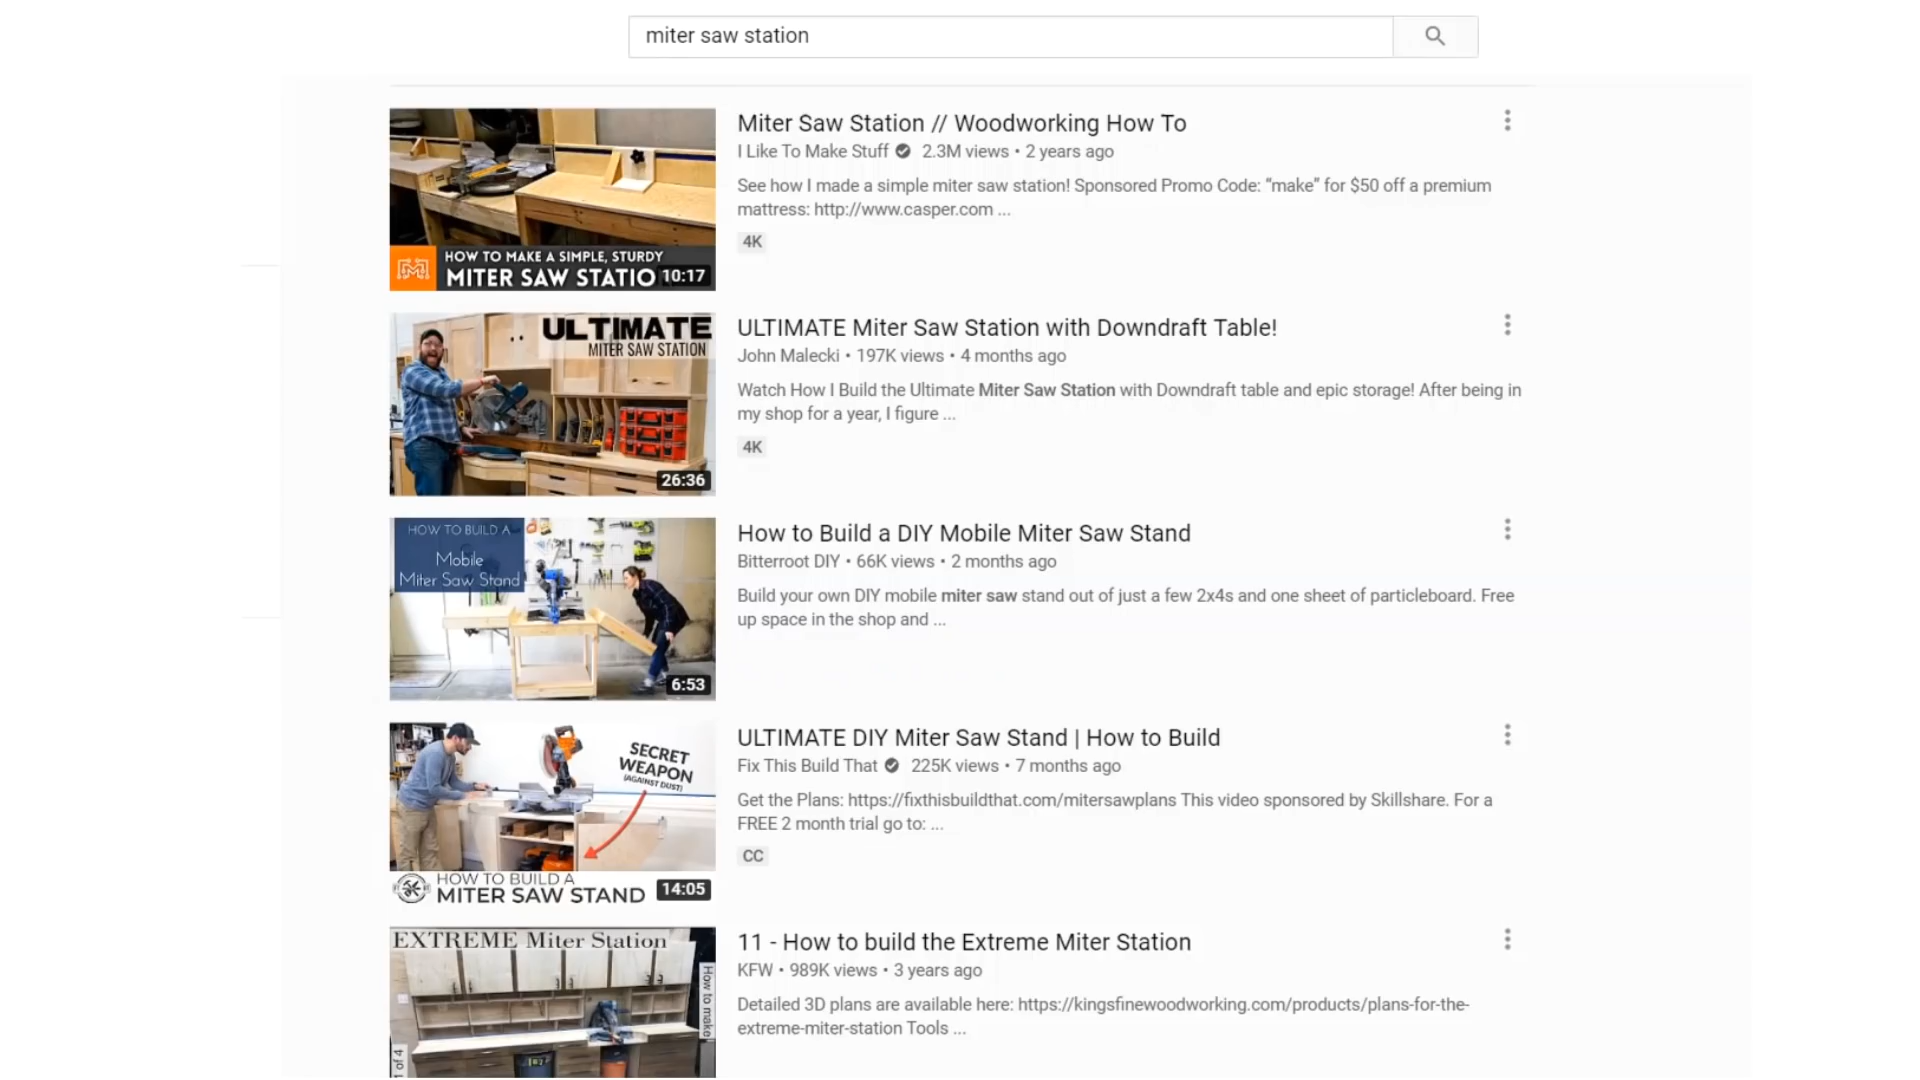 miter saw station
HOW TO MAKE A SIMPLE, STURDY
MITER SAW STATIO
10:17
Miter Saw Station // Woodworking How To
I Like To Make Stuff 2.3M views • 2 years ago
See how I made a simple miter saw station! Sponsored Promo Code: “make” for $50 off a premium
mattress: http://www.casper.com ...
4K
ULTIMATE
MITER SAW STATION
26:36
ULTIMATE Miter Saw Station with Downdraft Table!
John Malecki • 197K views • 4 months ago
Watch How I Build the Ultimate Miter Saw Station with Downdraft table and epic storage! After being in
my shop for a year, I figure ...
4K
HOW TO BUILD A
Mobile
Miter Saw Stand
6:53
How to Build a DIY Mobile Miter Saw Stand
Bitterroot DIY • 66K views • 2 months ago
Build your own DIY mobile miter saw stand out of just a few 2x4s and one sheet of particleboard. Free
up space in the shop and ...
SECRET
WEAPON
(AGAINST DUST)
HOW TO BUILD A
MITER SAW STAND
14:05
ULTIMATE DIY Miter Saw Stand | How to Build
Fix This Build That 225K views • 7 months ago
Get the Plans: https://fixthisbuildthat.com/mitersawplans This video sponsored by Skillshare. For a
FREE 2 month trial go to: ...
CC
EXTREME Miter Station
How to make
1 of 4
11 - How to build the Extreme Miter Station
KFW • 989K views • 3 years ago
Detailed 3D plans are available here: https://kingsfinewoodworking.com/products/plans-for-the-
extreme-miter-station Tools ...